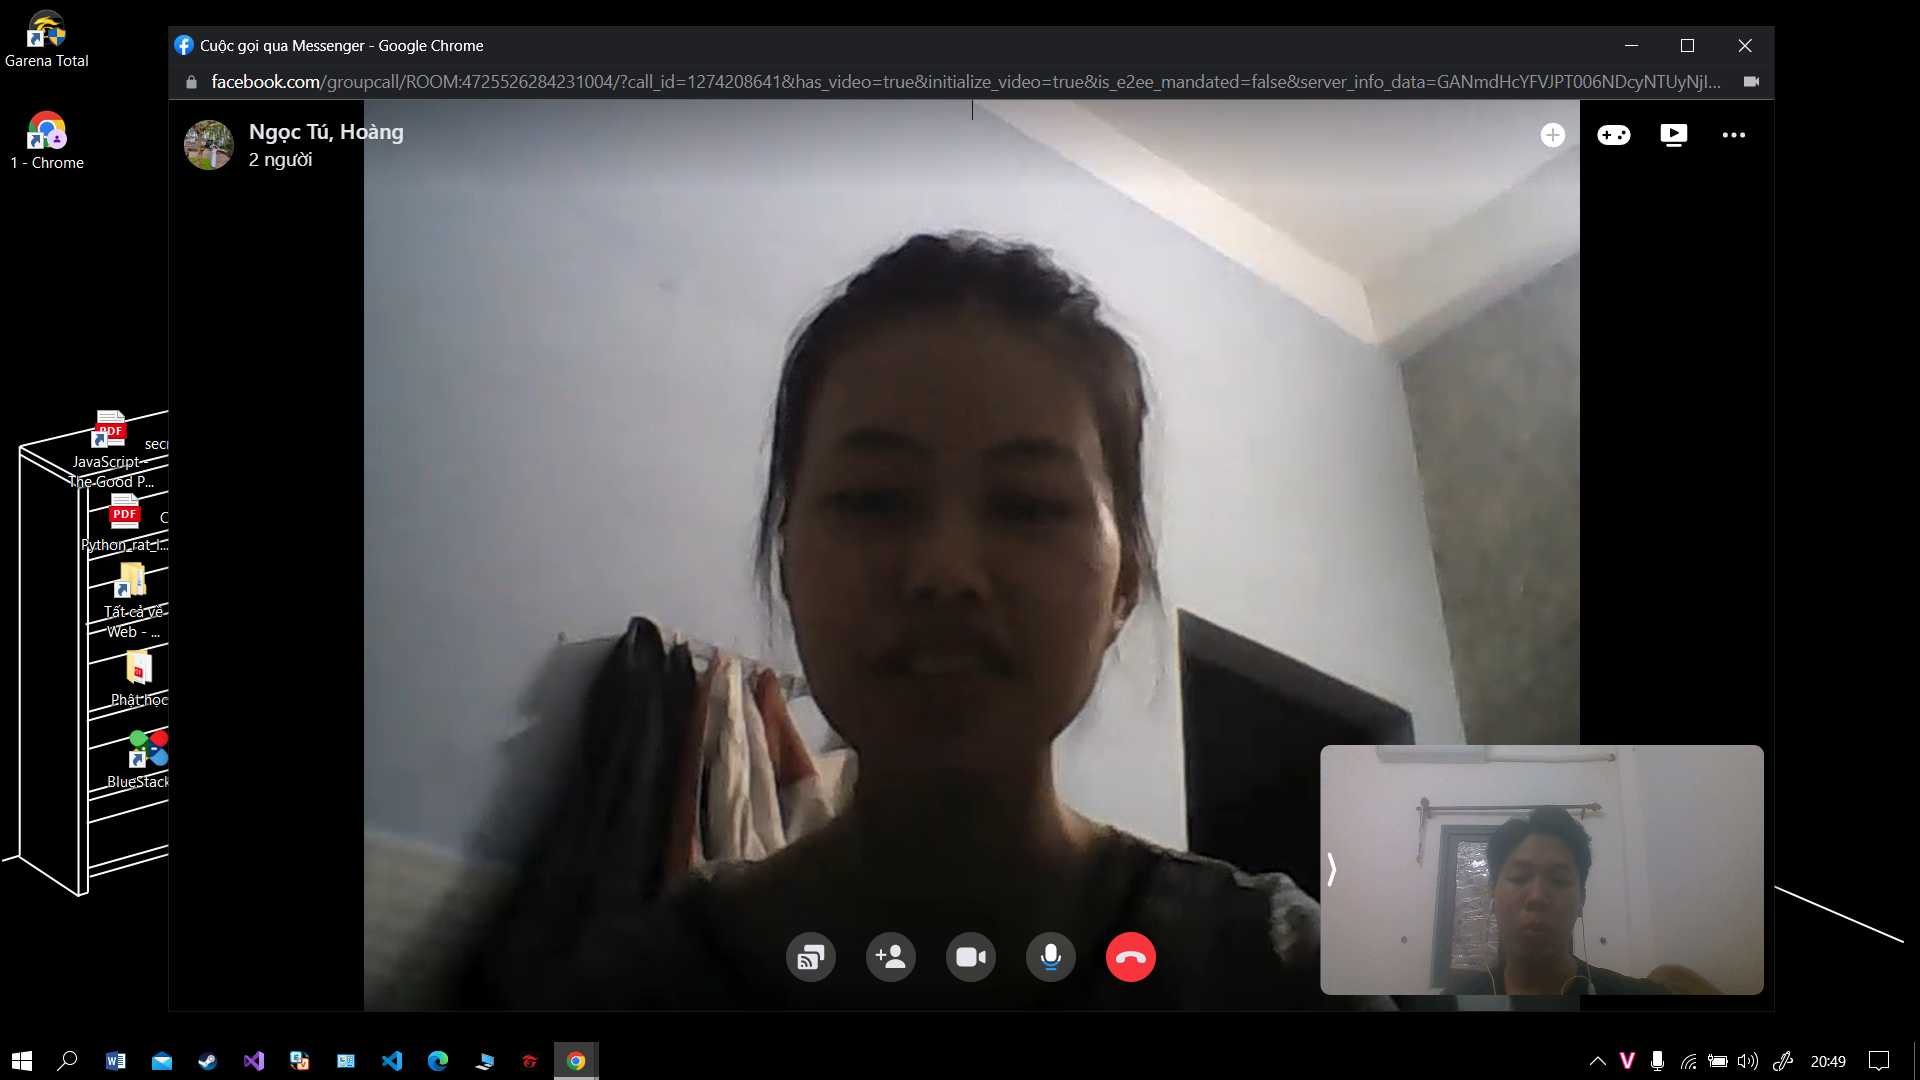 Garena Total
1 - Chrome
Cuộc gọi qua Messenger - Google Chrome
facebook.com/groupcall/ROOM:4725526284231004/?call_id=1274208641&has_video=true&initialize_video=true&is_e2ee_mandated=false&server_info_data=GANmdHcYFVJPT006NDcyNTUyNjI...
Ngọc Tú, Hoàng
2 người
PDF
secr
JavaScript--
The Good P...
PDF
C
Python_rat_l...
Tất cả về
Web - ...
Phật học
BlueStack
20:49